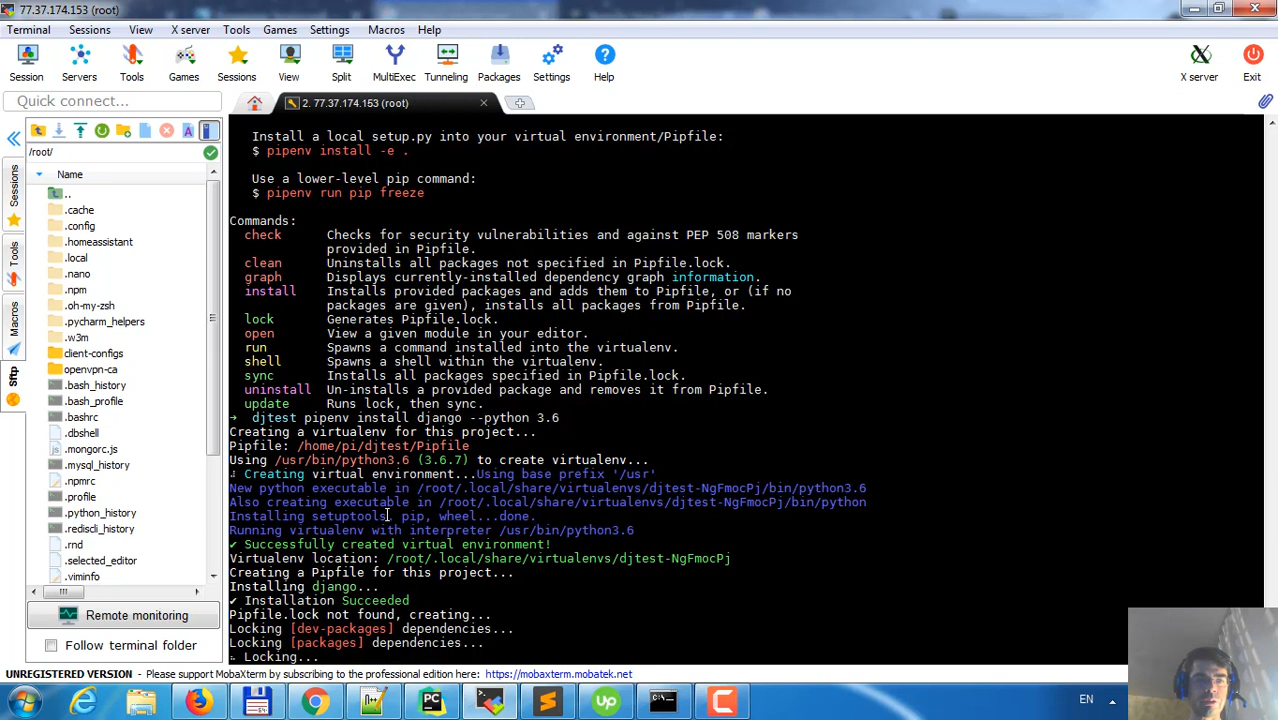 77.37.174.153 (root)
Terminal Sessions View X server Tools Games Settings Macros Help
Session Servers Tools Games Sessions View Split MultiExec Tunneling Packages Settings Help X server Exit
Quick connect...
2. 77.37.174.153 (root)
/root/
Name
..
.cache
.config
.homeassistant
.local
.nano
.npm
.oh-my-zsh
.pycharm_helpers
.w3m
client-configs
openvpn-ca
.bash_history
.bash_profile
.bashrc
.dbshell
.mongorc.js
.mysql_history
.npmrc
.profile
.python_history
.rediscli_history
.rnd
.selected_editor
.viminfo
Sessions
Tools
Macros
Sftp
Remote monitoring
Follow terminal folder
Install a local setup.py into your virtual environment/Pipfile:
$ pipenv install -e .
Use a lower-level pip command:
$ pipenv run pip freeze
Commands:
check Checks for security vulnerabilities and against PEP 508 markers
provided in Pipfile.
clean Uninstalls all packages not specified in Pipfile.lock.
graph Displays currently-installed dependency graph information.
install Installs provided packages and adds them to Pipfile, or (if no
packages are given), installs all packages from Pipfile.
lock Generates Pipfile.lock.
open View a given module in your editor.
run Spawns a command installed into the virtualenv.
shell Spawns a shell within the virtualenv.
sync Installs all packages specified in Pipfile.lock.
uninstall Un-installs a provided package and removes it from Pipfile.
update Runs lock, then sync.
→ djtest pipenv install django --python 3.6
Creating a virtualenv for this project...
Pipfile: /home/pi/djtest/Pipfile
Using /usr/bin/python3.6 (3.6.7) to create virtualenv...
Creating virtual environment...Using base prefix '/usr'
New python executable in /root/.local/share/virtualenvs/djtest-NgFmocPj/bin/python3.6
Also creating executable in /root/.local/share/virtualenvs/djtest-NgFmocPj/bin/python
Installing setuptools, pip, wheel...done.
Running virtualenv with interpreter /usr/bin/python3.6
✔ Successfully created virtual environment!
Virtualenv location: /root/.local/share/virtualenvs/djtest-NgFmocPj
Creating a Pipfile for this project...
Installing django...
✔ Installation Succeeded
Pipfile.lock not found, creating...
Locking [dev-packages] dependencies...
Locking [packages] dependencies...
Locking...
UNREGISTERED VERSION - Please support MobaXterm by subscribing to the professional edition here: https://mobaxterm.mobatek.net
EN